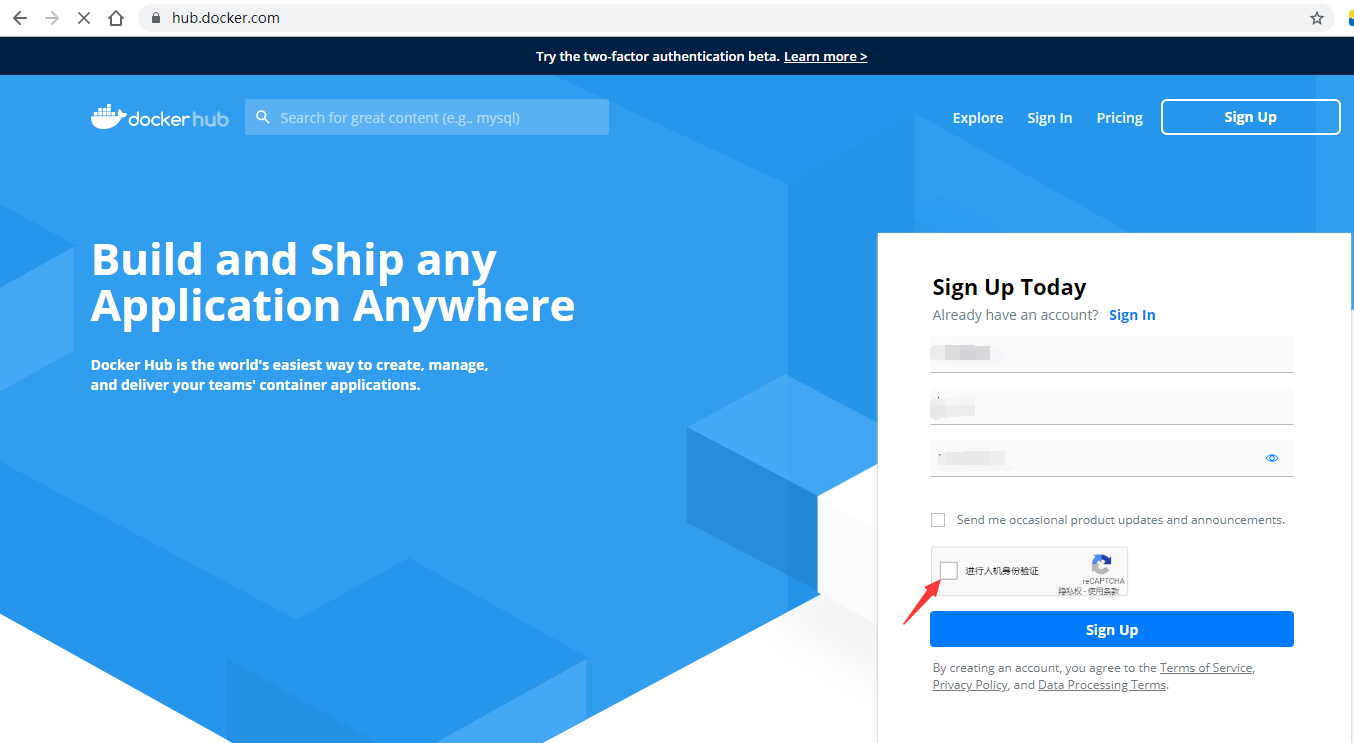 hub.docker.com
Try the two-factor authentication beta. Learn more >
docker hub
Search for great content (e.g., mysql)
Explore
Sign In
Pricing
Sign Up
Build and Ship any
Application Anywhere
Docker Hub is the world's easiest way to create, manage,
and deliver your teams' container applications.
Sign Up Today
Already have an account? Sign In
Send me occasional product updates and announcements.
进行人机身份验证
reCAPTCHA
隐私权 - 使用条款
Sign Up
By creating an account, you agree to the Terms of Service,
Privacy Policy, and Data Processing Terms.